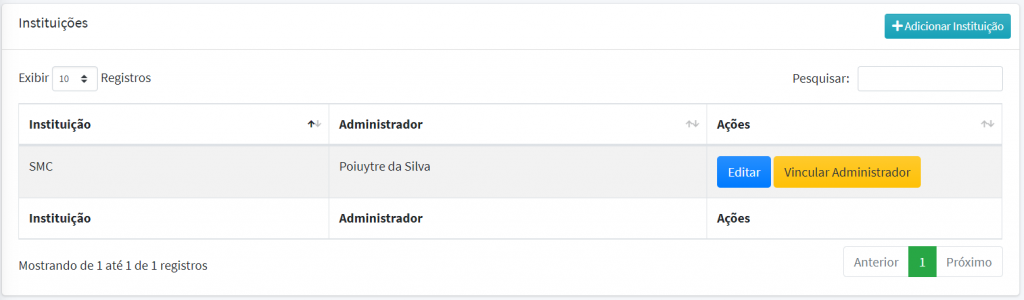 Instituições
Adicionar Instituição
Exibir 10 Registros
Pesquisar:
Instituição Administrador Ações
SMC Poiuytre da Silva Editar Vincular Administrador
Instituição Administrador Ações
Mostrando de 1 até 1 de 1 registros
Anterior 1 Próximo